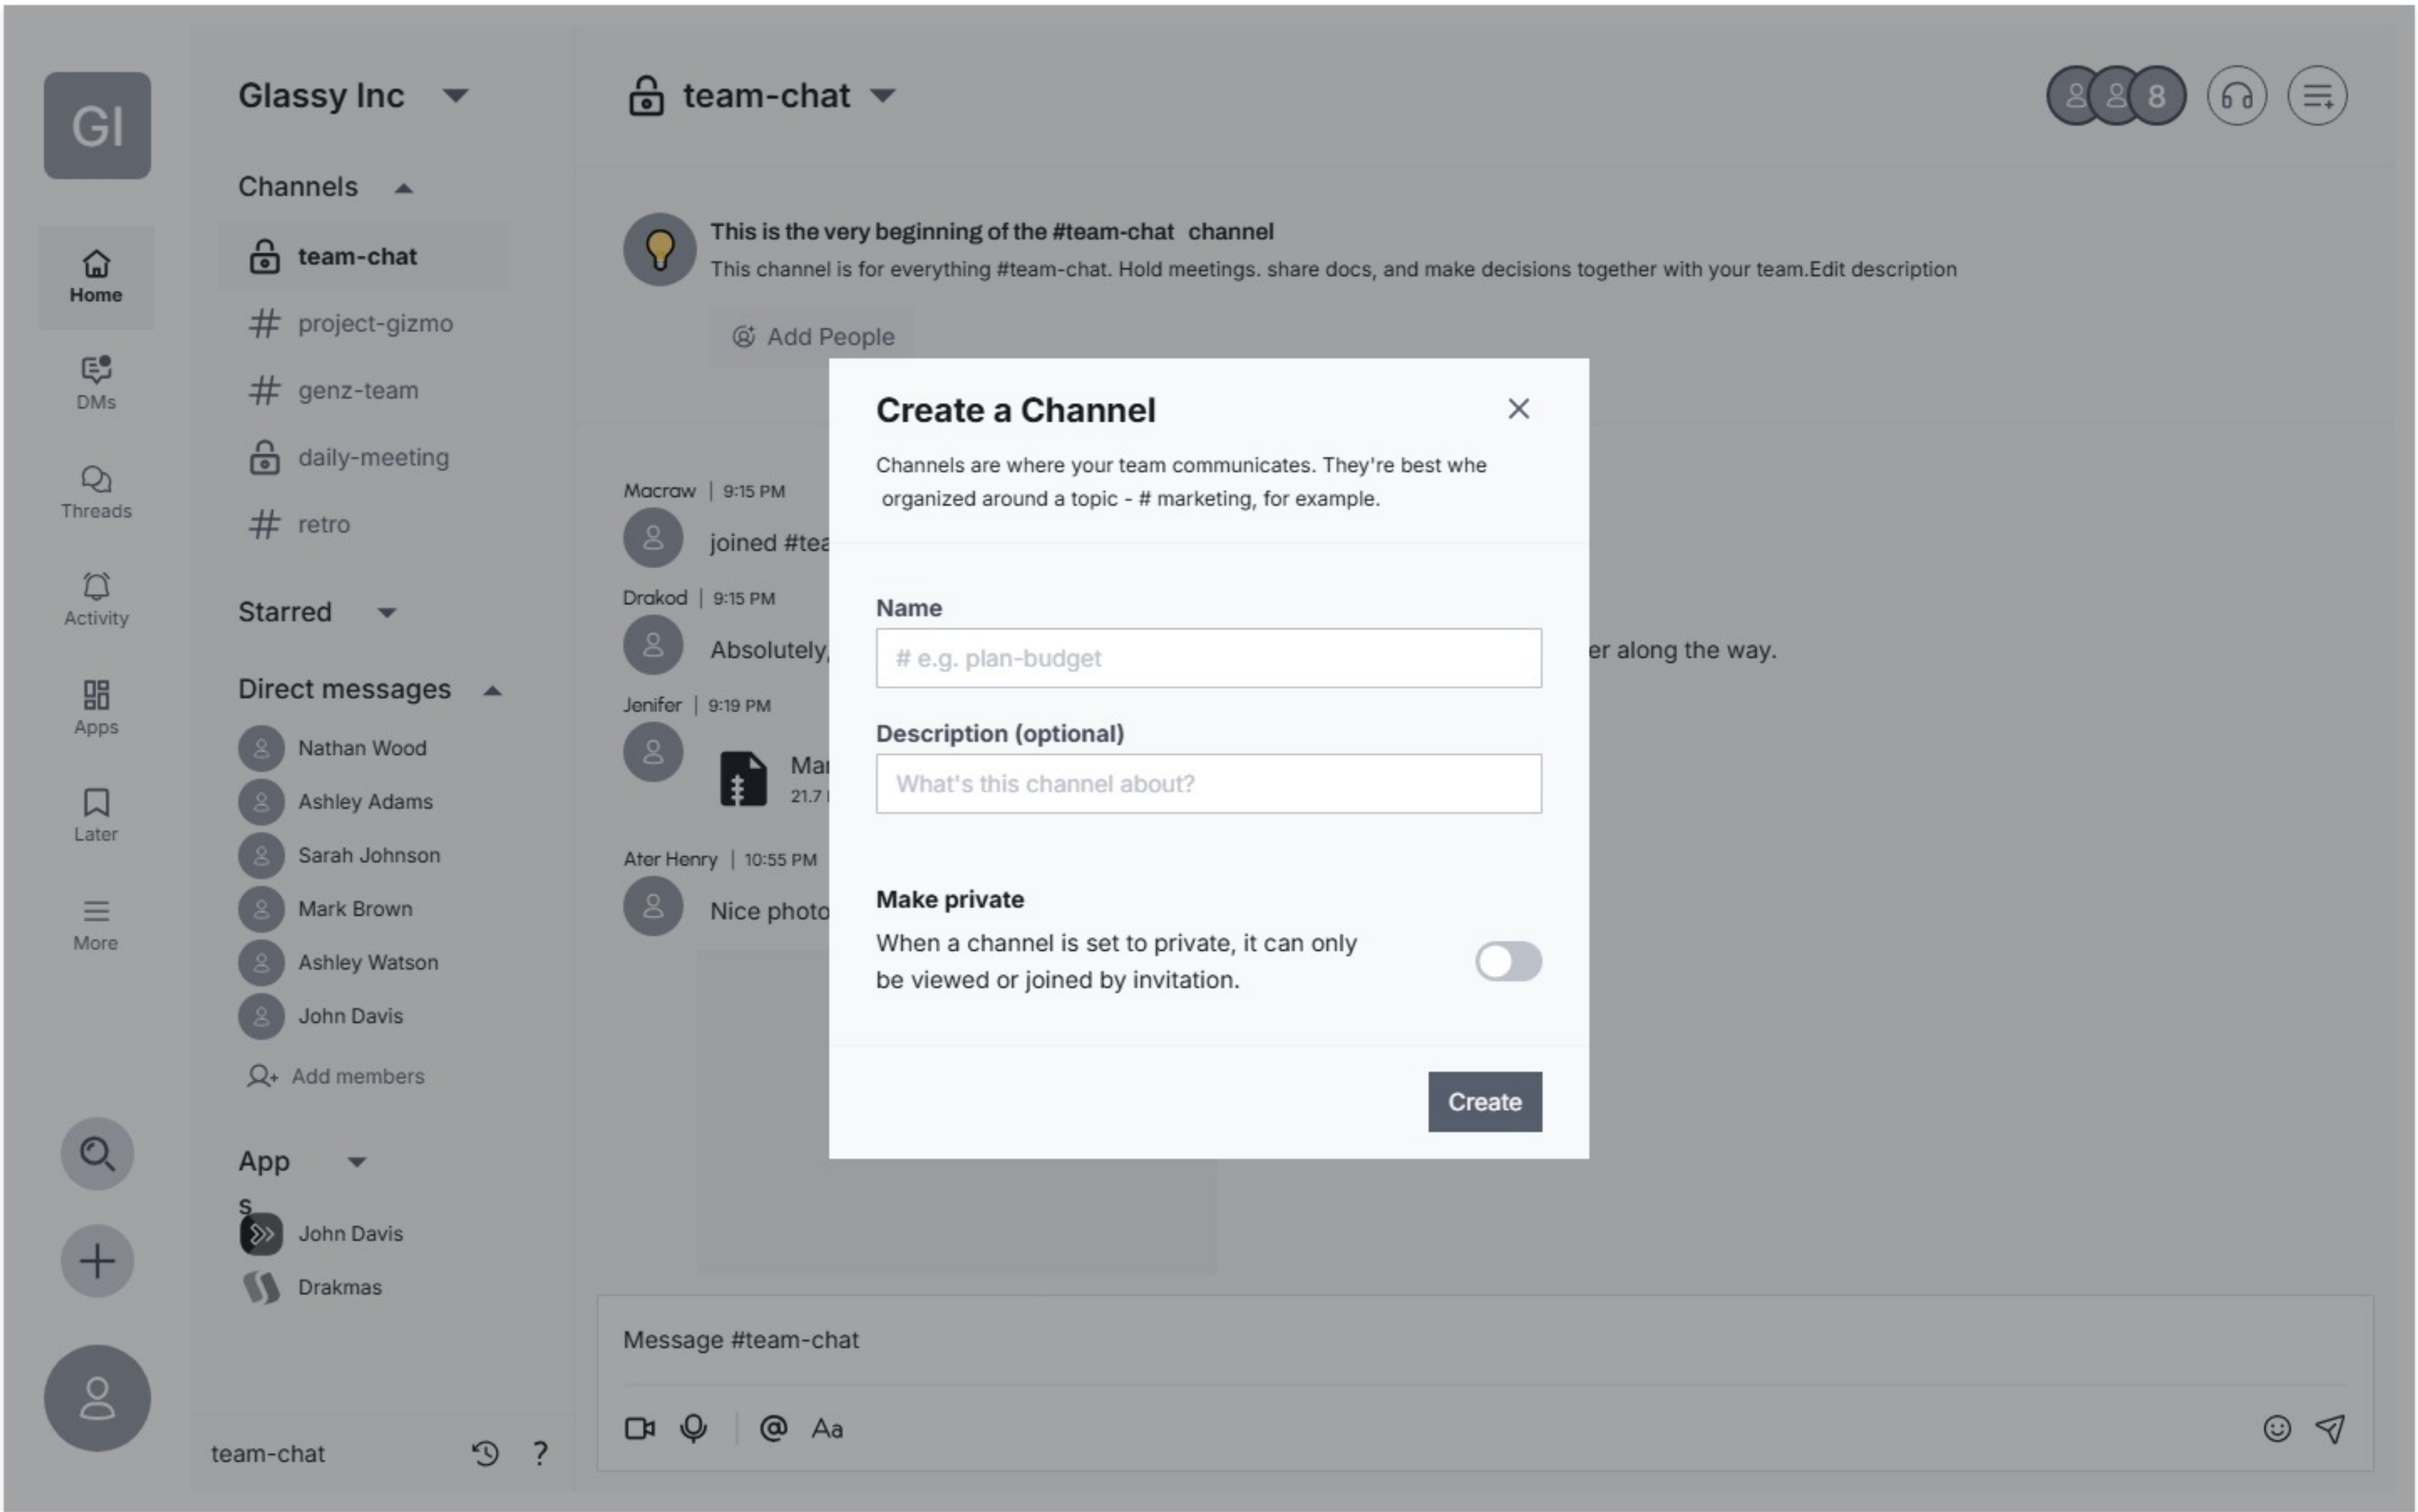 GI
Home
DMs
Threads
Activity
Apps
Later
More
Glassy Inc
Channels
team-chat
# project-gizmo
# genz-team
daily-meeting
# retro
Starred
Direct messages
Nathan Wood
Ashley Adams
Sarah Johnson
Mark Brown
Ashley Watson
John Davis
Add members
App
s
John Davis
Drakmas
team-chat ?
team-chat
8
This is the very beginning of the #team-chat channel
This channel is for everything #team-chat. Hold meetings. share docs, and make decisions together with your team.Edit description
Add People
Macraw | 9:15 PM
joined #tea
Drakod | 9:15 PM
Absolutely, er along the way.
Jenifer | 9:19 PM
Mar
21.7
Ater Henry | 10:55 PM
Nice photo
Create a Channel
Channels are where your team communicates. They're best whe
organized around a topic - # marketing, for example.
Name
# e.g. plan-budget
Description (optional)
What's this channel about?
Make private
When a channel is set to private, it can only
be viewed or joined by invitation.
Create
Message #team-chat
@ Aa